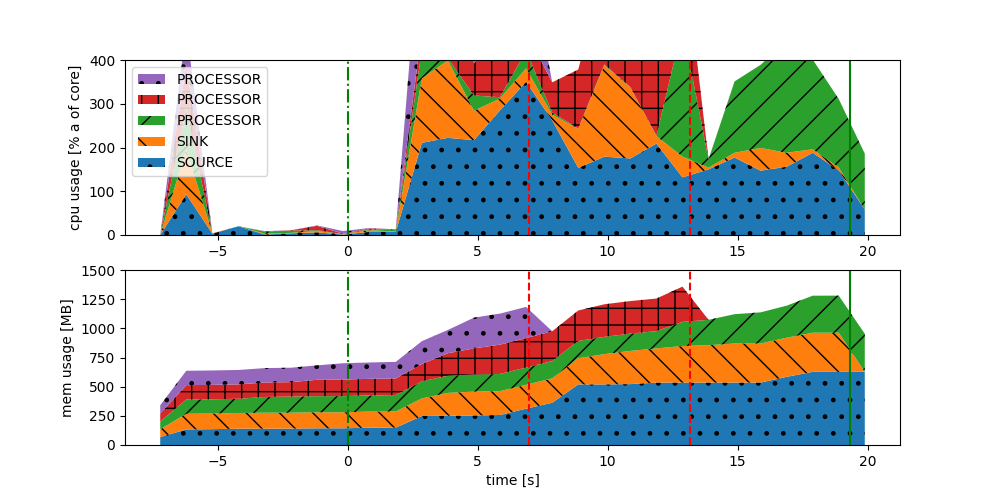 cpu usage [% a of core]
400
300
200
100
0
PROCESSOR
PROCESSOR
PROCESSOR
SINK
SOURCE
−5 0 5 10 15 20
mem usage [MB]
1500
1250
1000
750
500
250
0
−5 0 5 10 15 20
time [s]